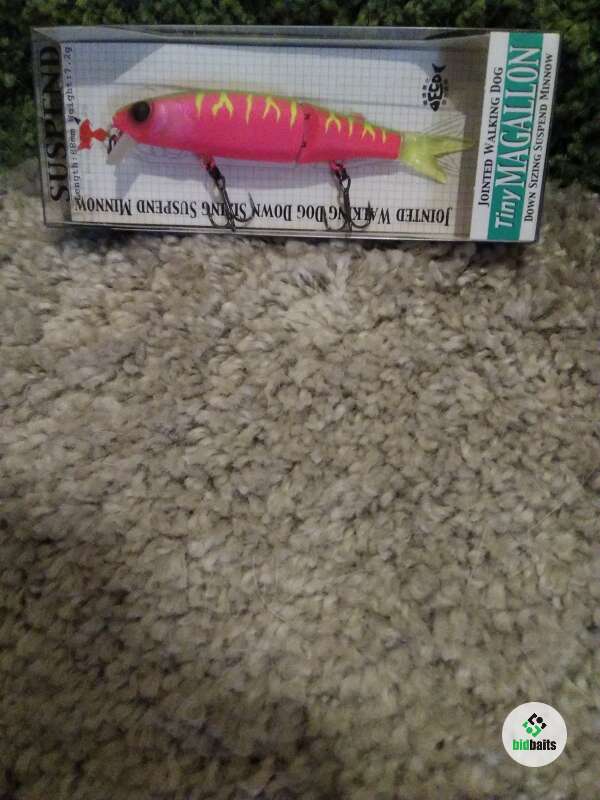 SUSPEND
Length:88mm Weight:7.2g
JOINTED WALKING DOG DOWN SIZING SUSPEND MINNOW
JOINTED WALKING DOG
Tiny MAGALLON
DOWN SIZING SUSPEND MINNOW
bidbaits